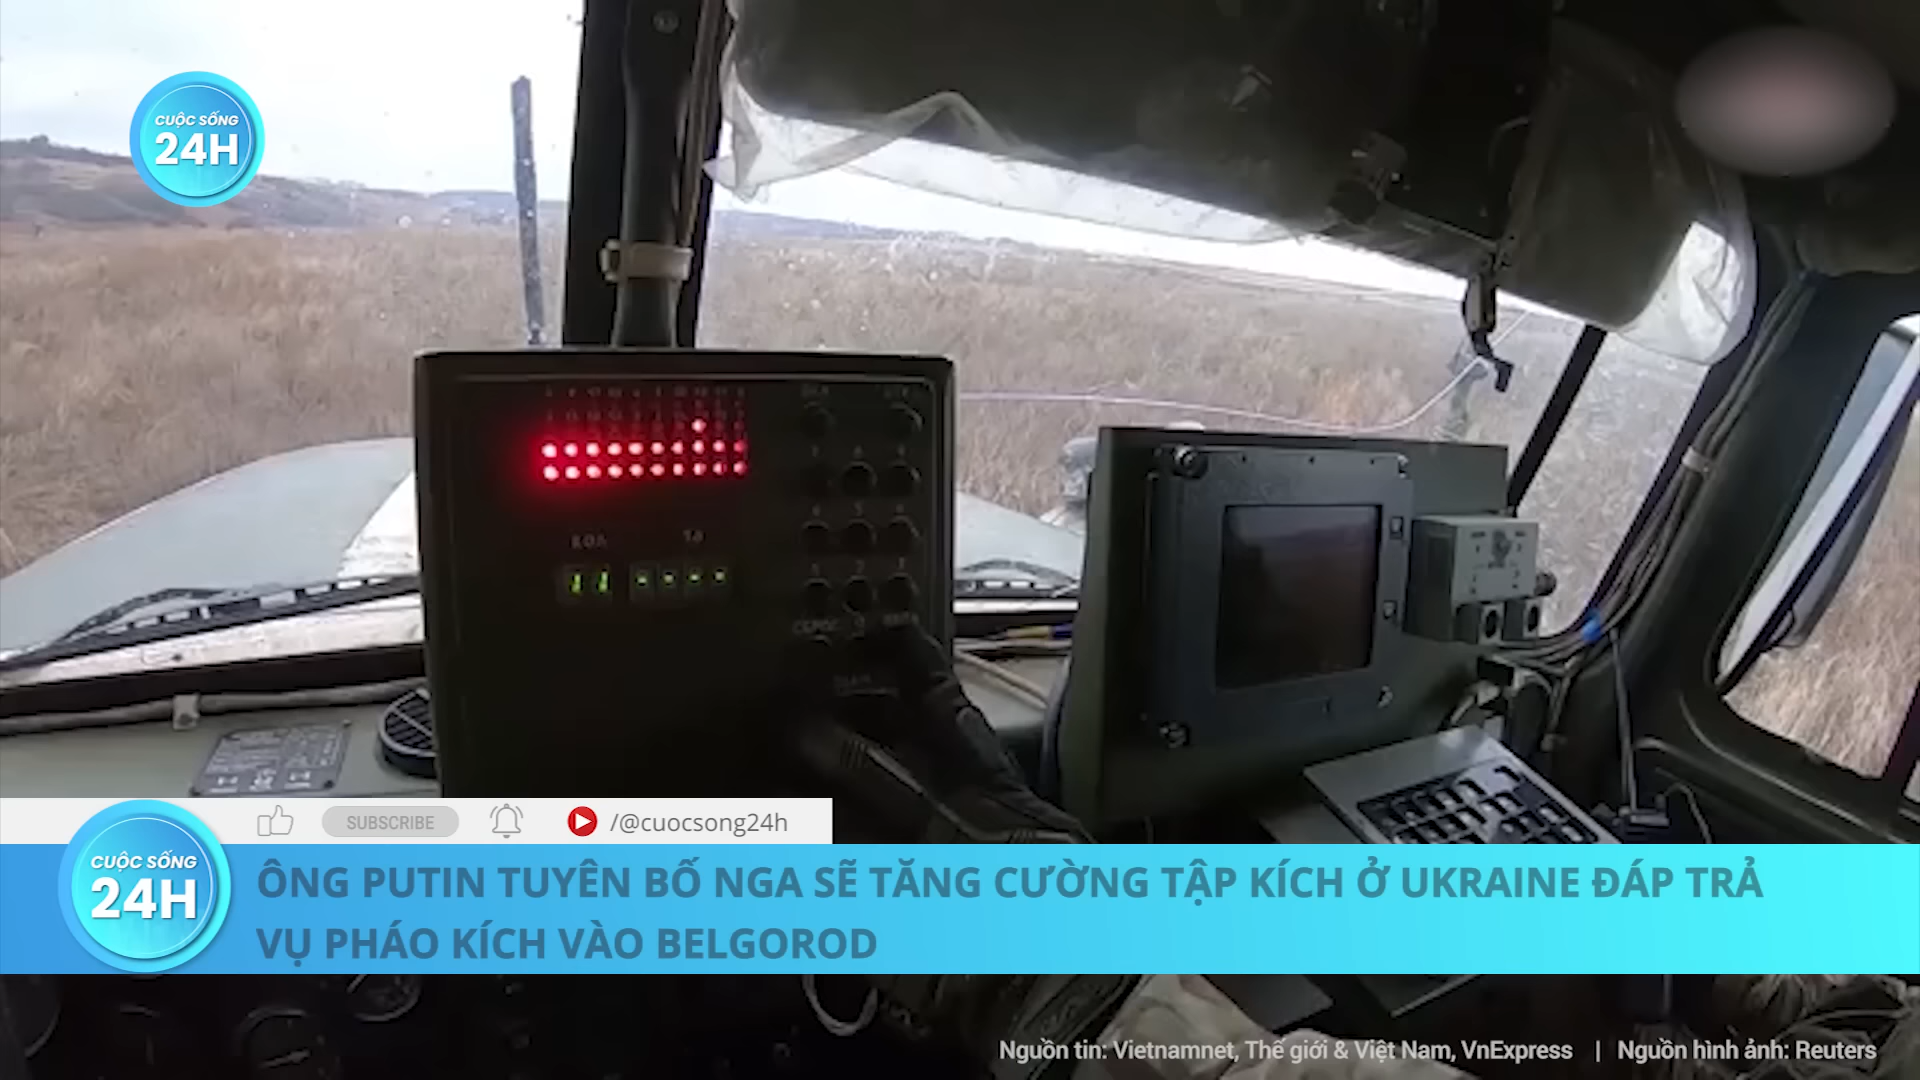 CUỘC SỐNG
24H
СБРОС 0
SUBSCRIBE
/@cuocsong24h
CUỘC SỐNG
24H
ÔNG PUTIN TUYÊN BỐ NGA SẼ TĂNG CƯỜNG TẬP KÍCH Ở UKRAINE ĐÁP TRẢ
VỤ PHÁO KÍCH VÀO BELGOROD
Nguồn tin: Vietnamnet, Thế giới & Việt Nam, VnExpress | Nguồn hình ảnh: Reuters